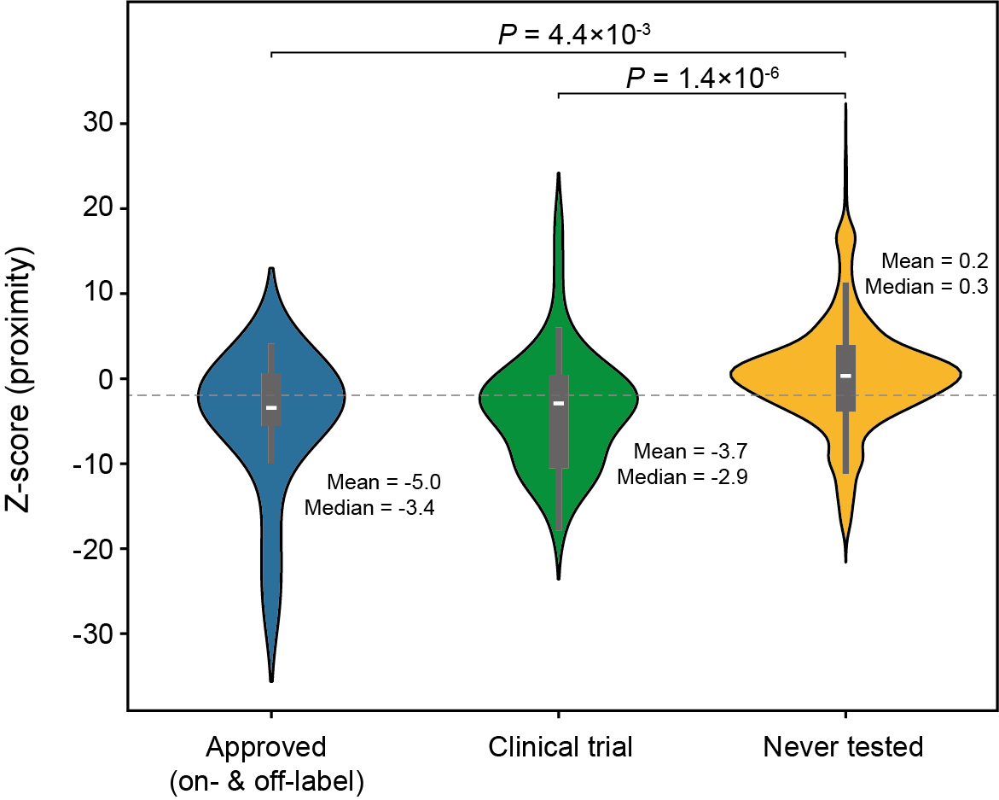 P = 4.4×10-3
P = 1.4×10-6
Z-score (proximity)
30
20
10
0
-10
-20
-30
Mean = 0.2
Median = 0.3
Mean = -3.7
Median = -2.9
Mean = -5.0
Median = -3.4
Approved
(on- & off-label)
Clinical trial
Never tested